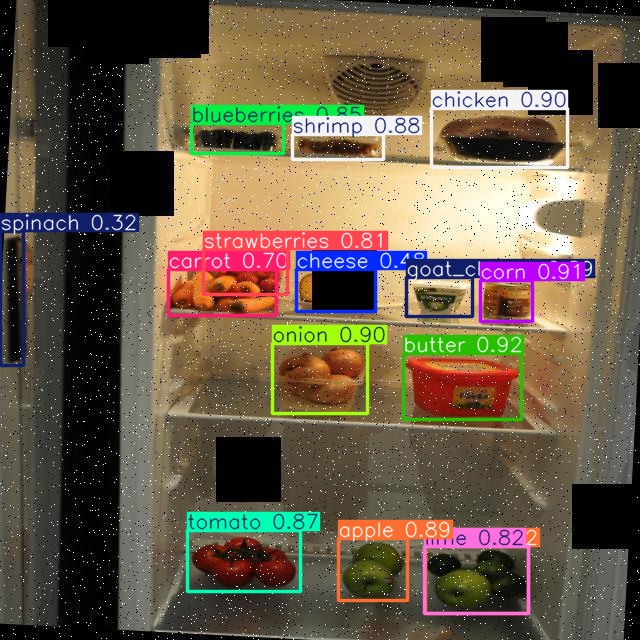 chicken 0.90
blueberries 0.85
shrimp 0.88
spinach 0.32
strawberries 0.81
carrot 0.70
cheese 0.48
corn 0.91
onion 0.90
butter 0.92
tomato 0.87
apple 0.89
lime 0.82